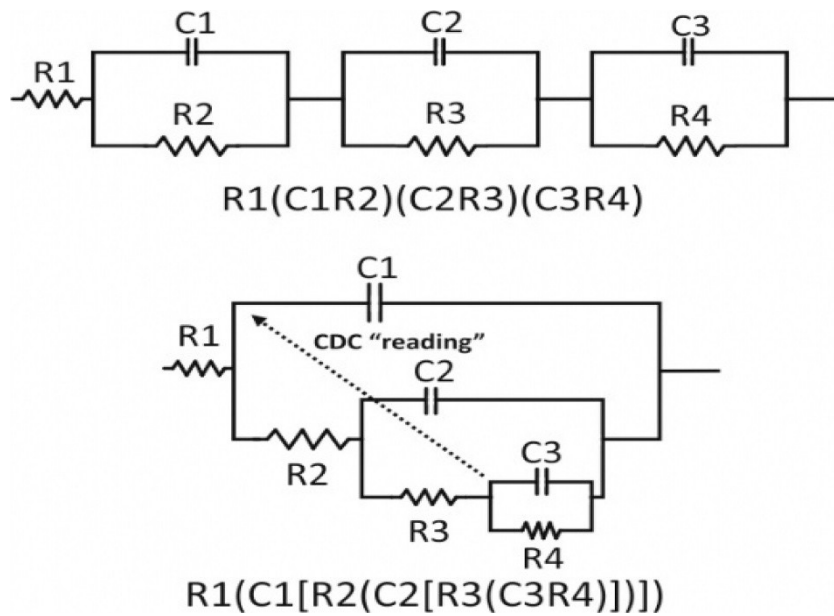 C1 C2 C3
R1
R2 R3 R4
R1(C1R2)(C2R3)(C3R4)
C1
R1
CDC “reading”
C2
R2
C3
R3
R4
R1(C1[R2(C2[R3(C3R4)])])